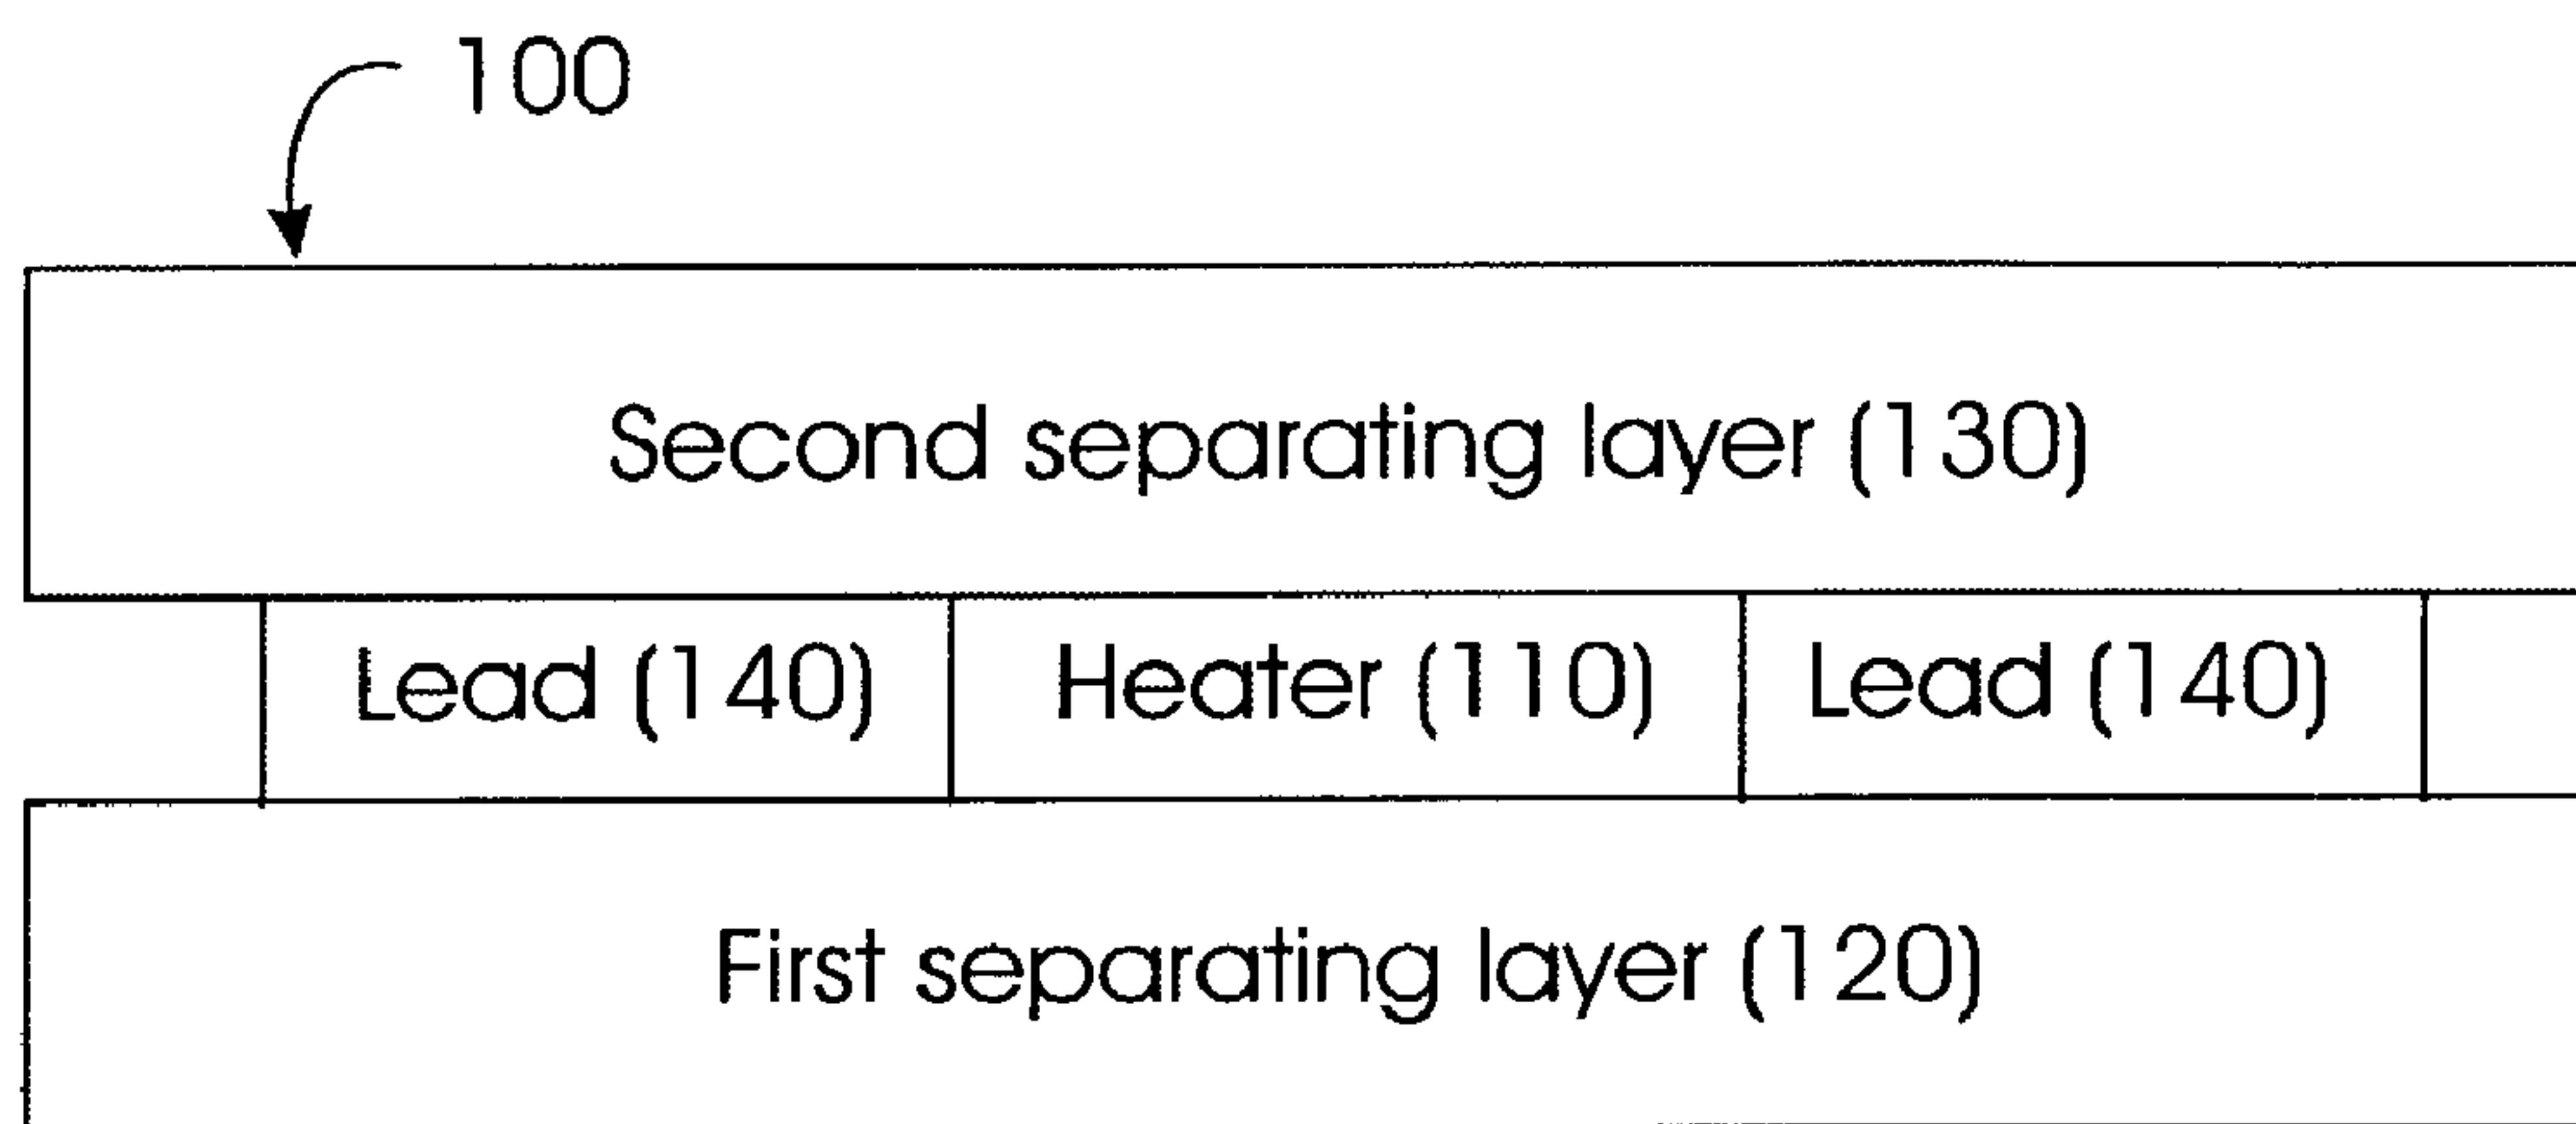 100
Second separating layer (130)
Lead (140) Heater (110) Lead (140)
First separating layer (120)